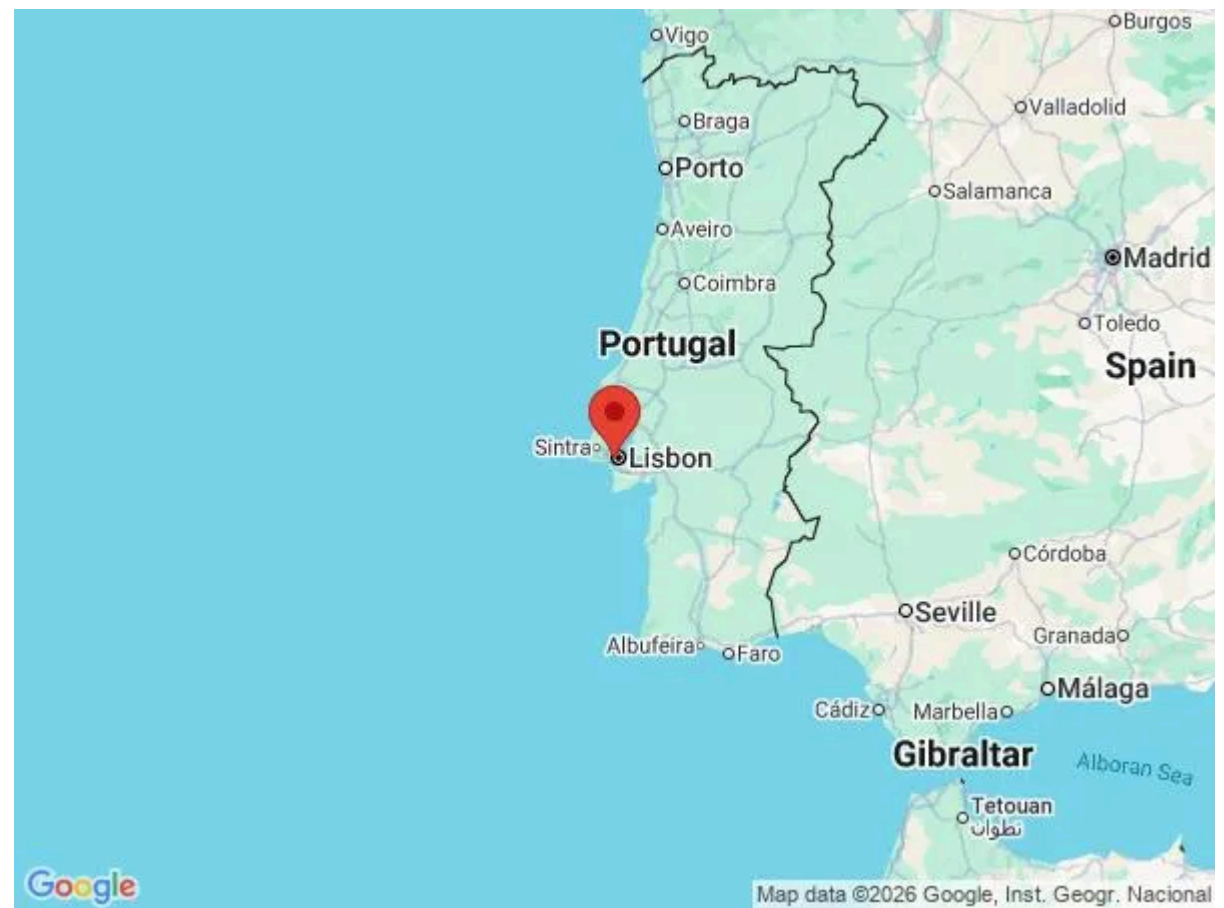 Vigo
Burgos
Valladolid
Braga
Porto
Salamanca
Aveiro
Madrid
Coimbra
Toledo
Portugal
Spain
Sintra
Lisbon
Córdoba
Seville
Granada
Albufeira
Faro
Málaga
Cádiz
Marbella
Gibraltar
Alboran Sea
Tetouan
تطوان
Google
Map data ©2026 Google, Inst. Geogr. Nacional